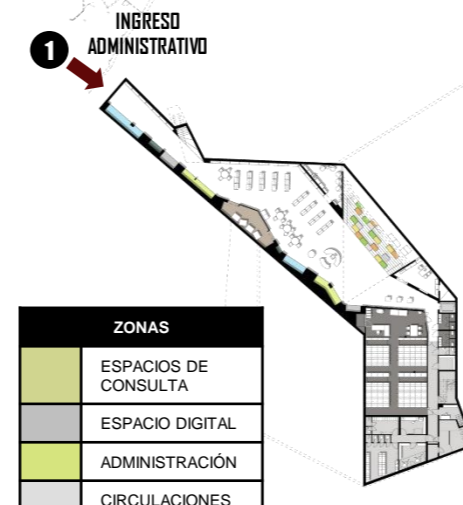 INGRESO
ADMINISTRATIVO
1
ZONAS
ESPACIOS DE
CONSULTA
ESPACIO DIGITAL
ADMINISTRACIÓN
CIRCULACIONES